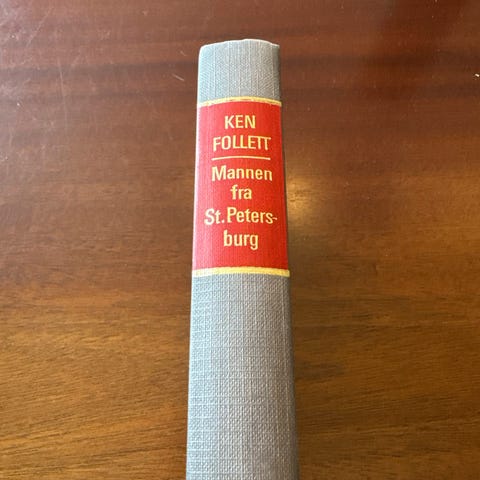 KEN
FOLLETT
Mannen
fra
St. Peters-
burg